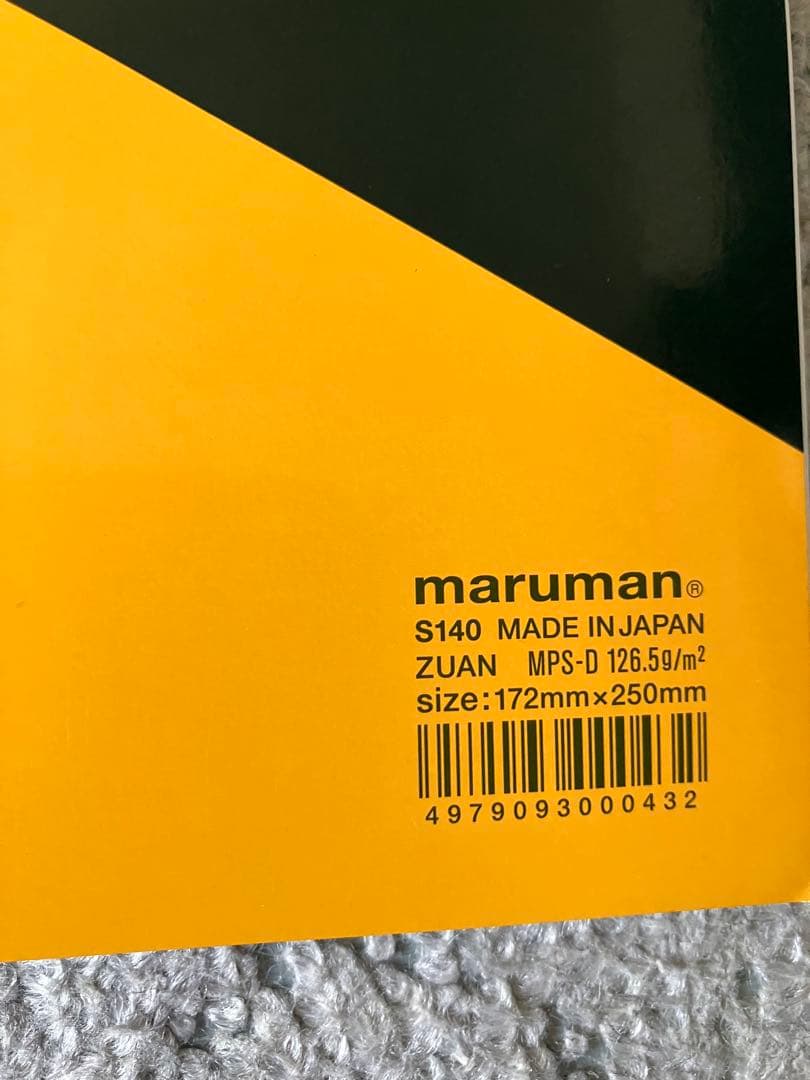 maruman®
S140 MADE IN JAPAN
ZUAN MPS-D 126.5g/m²
size:172mm×250mm
4979093000432